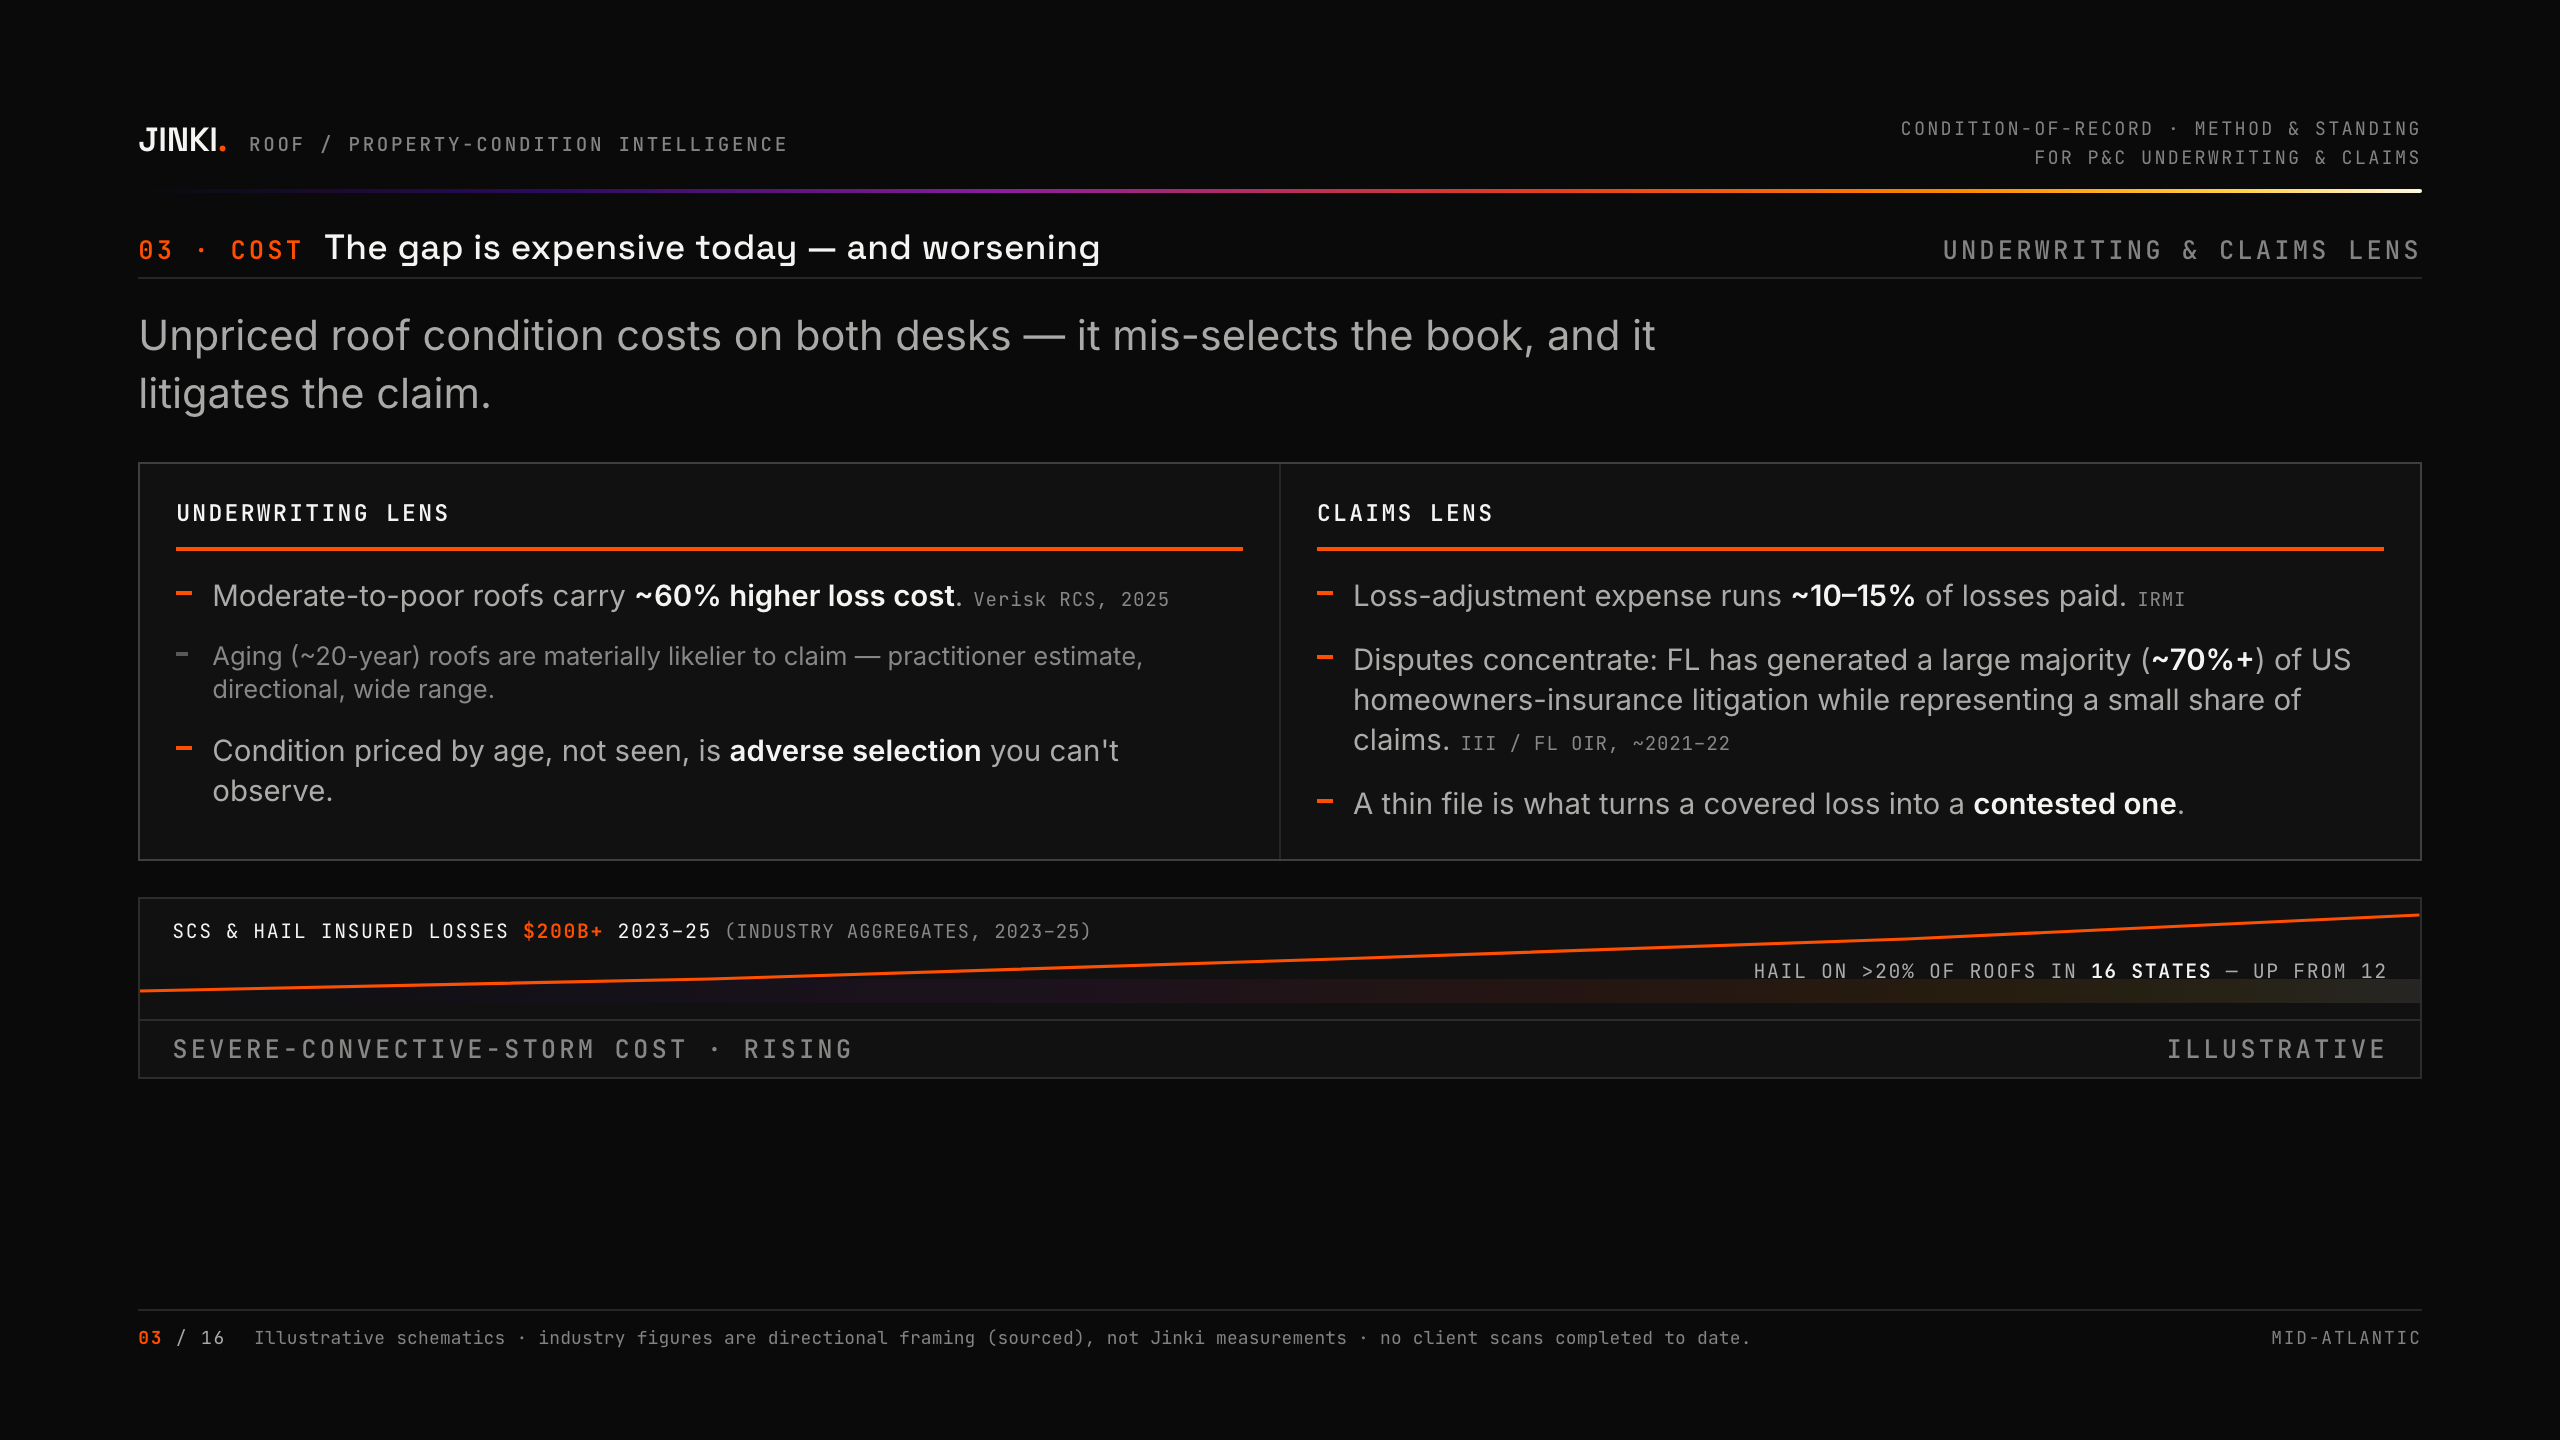 JINKI. ROOF / PROPERTY-CONDITION INTELLIGENCE
CONDITION-OF-RECORD · METHOD & STANDING
FOR P&C UNDERWRITING & CLAIMS
03 · COST The gap is expensive today — and worsening
UNDERWRITING & CLAIMS LENS
Unpriced roof condition costs on both desks — it mis-selects the book, and it
litigates the claim.
UNDERWRITING LENS
Moderate-to-poor roofs carry ~60% higher loss cost. Verisk RCS, 2025
Aging (~20-year) roofs are materially likelier to claim — practitioner estimate,
directional, wide range.
Condition priced by age, not seen, is adverse selection you can't
observe.
CLAIMS LENS
Loss-adjustment expense runs ~10–15% of losses paid. IRMI
Disputes concentrate: FL has generated a large majority (~70%+) of US
homeowners-insurance litigation while representing a small share of
claims. III / FL OIR, ~2021–22
A thin file is what turns a covered loss into a contested one.
SCS & HAIL INSURED LOSSES $200B+ 2023–25 (INDUSTRY AGGREGATES, 2023–25)
HAIL ON >20% OF ROOFS IN 16 STATES — UP FROM 12
SEVERE-CONVECTIVE-STORM COST · RISING
ILLUSTRATIVE
03 / 16 Illustrative schematics · industry figures are directional framing (sourced), not Jinki measurements · no client scans completed to date.
MID-ATLANTIC